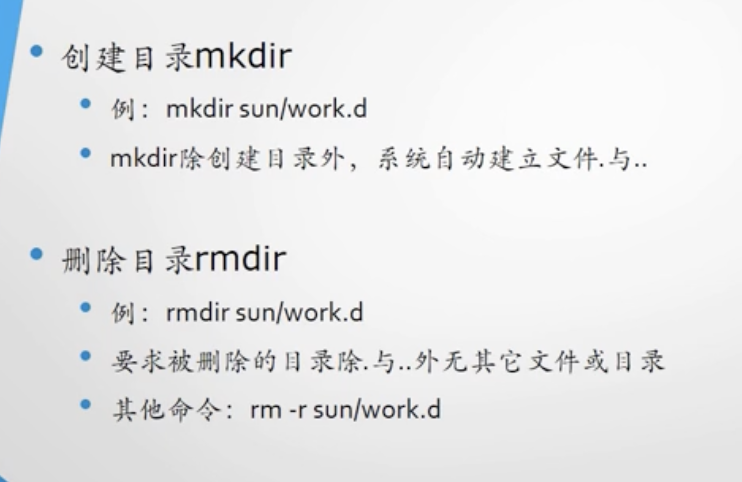 创建目录mkdir
例：mkdir sun/work.d
mkdir除创建目录外，系统自动建立文件.与..
删除目录rmdir
例：rmdir sun/work.d
要求被删除的目录除.与..外无其它文件或目录
其他命令：rm -r sun/work.d